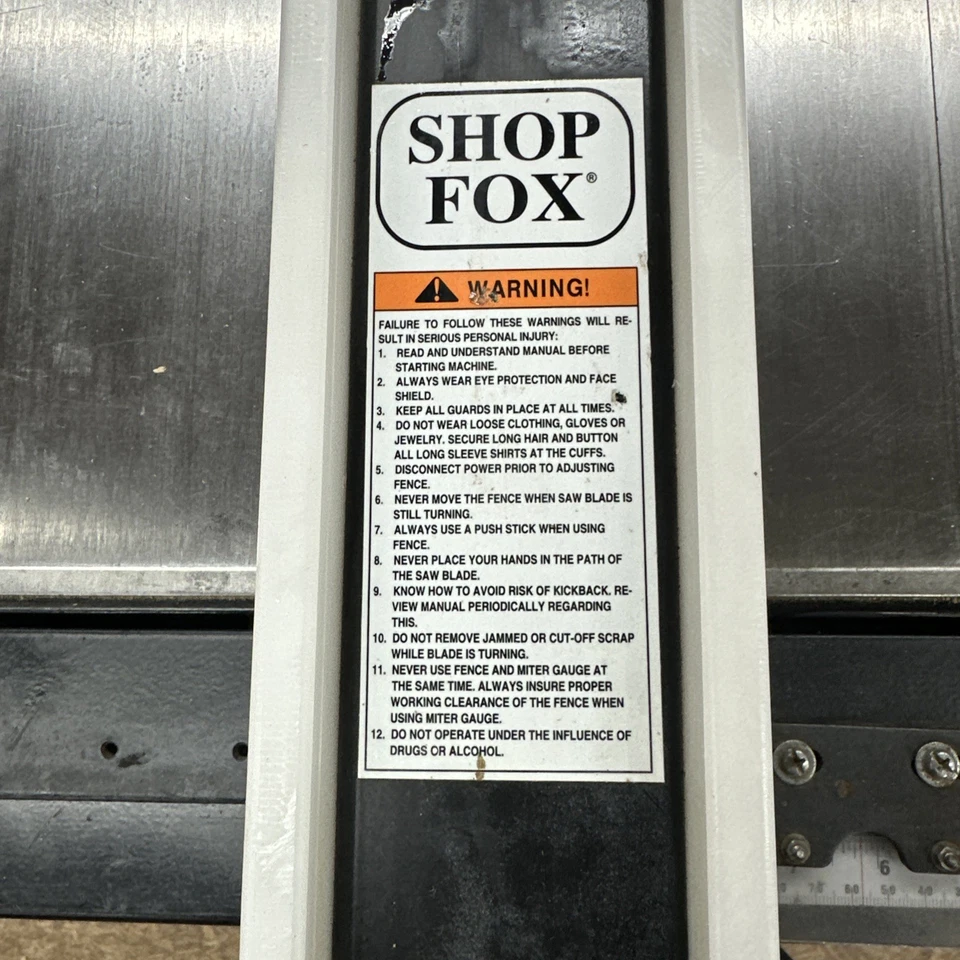 SHOP
FOX®
WARNING!
FAILURE TO FOLLOW THESE WARNINGS WILL RE-
SULT IN SERIOUS PERSONAL INJURY:
1. READ AND UNDERSTAND MANUAL BEFORE
STARTING MACHINE.
2. ALWAYS WEAR EYE PROTECTION AND FACE
SHIELD.
3. KEEP ALL GUARDS IN PLACE AT ALL TIMES.
4. DO NOT WEAR LOOSE CLOTHING, GLOVES OR
JEWELRY. SECURE LONG HAIR AND BUTTON
ALL LONG SLEEVE SHIRTS AT THE CUFFS.
5. DISCONNECT POWER PRIOR TO ADJUSTING
FENCE.
6. NEVER MOVE THE FENCE WHEN SAW BLADE IS
STILL TURNING.
7. ALWAYS USE A PUSH STICK WHEN USING
FENCE.
8. NEVER PLACE YOUR HANDS IN THE PATH OF
THE SAW BLADE.
9. KNOW HOW TO AVOID RISK OF KICKBACK. RE-
VIEW MANUAL PERIODICALLY REGARDING
THIS.
10. DO NOT REMOVE JAMMED OR CUT-OFF SCRAP
WHILE BLADE IS TURNING.
11. NEVER USE FENCE AND MITER GAUGE AT
THE SAME TIME. ALWAYS INSURE PROPER
WORKING CLEARANCE OF THE FENCE WHEN
USING MITER GAUGE.
12. DO NOT OPERATE UNDER THE INFLUENCE OF
DRUGS OR ALCOHOL.
6